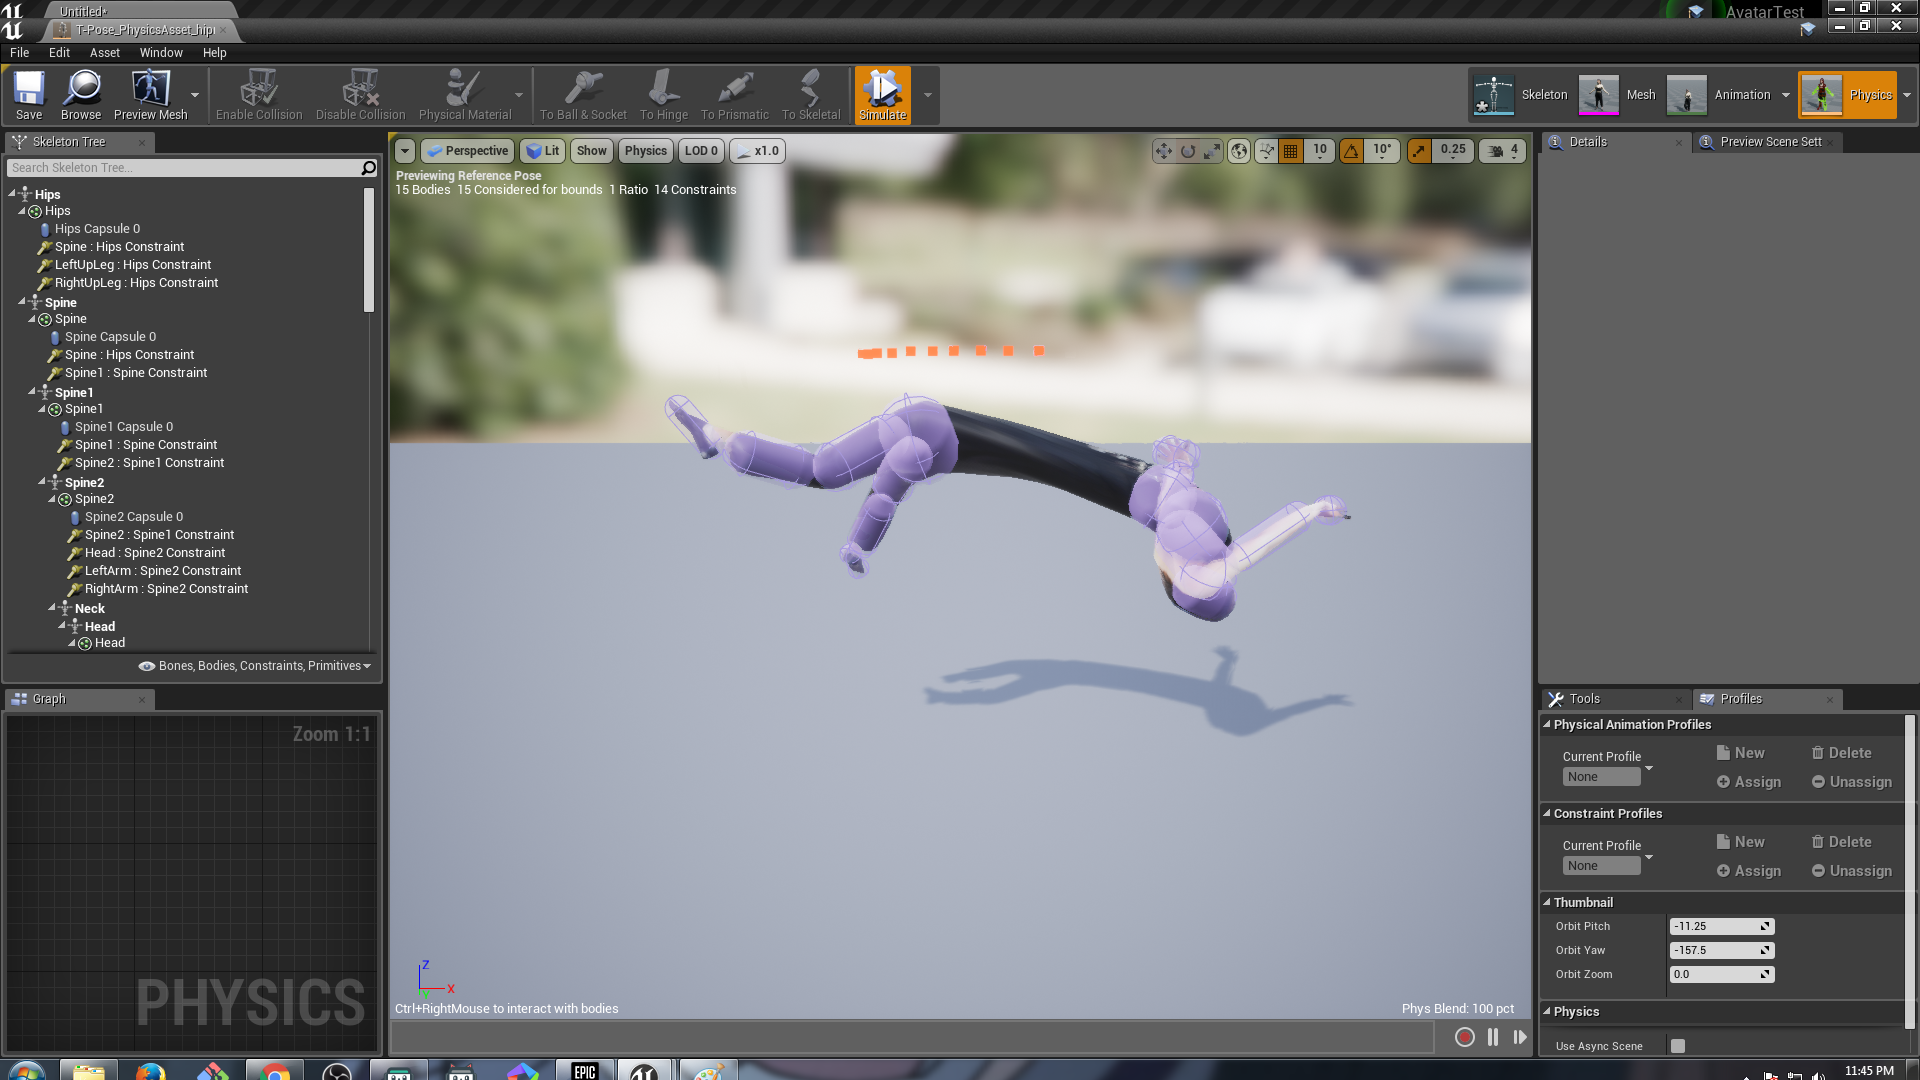 Untitled*
AvatarTest
T-Pose_PhysicsAsset_hip
File Edit Asset Window Help
Save Browse Preview Mesh Enable Collision Disable Collision Physical Material To Ball & Socket To Hinge To Prismatic To Skeletal Simulate Skeleton Mesh Animation Physics
Skeleton Tree
Search Skeleton Tree...
Hips
Hips
Hips Capsule 0
Spine : Hips Constraint
LeftUpLeg : Hips Constraint
RightUpLeg : Hips Constraint
Spine
Spine
Spine Capsule 0
Spine : Hips Constraint
Spine1 : Spine Constraint
Spine1
Spine1
Spine1 Capsule 0
Spine1 : Spine Constraint
Spine2 : Spine1 Constraint
Spine2
Spine2
Spine2 Capsule 0
Spine2 : Spine1 Constraint
Head : Spine2 Constraint
LeftArm : Spine2 Constraint
RightArm : Spine2 Constraint
Neck
Head
Head
Bones, Bodies, Constraints, Primitives
Graph
Zoom 1:1
PHYSICS
Perspective Lit Show Physics LOD 0 x1.0 10 10° 0.25 4
Previewing Reference Pose
15 Bodies 15 Considered for bounds 1 Ratio 14 Constraints
Z
X
Y
Ctrl+RightMouse to interact with bodies
Phys Blend: 100 pct
Details Preview Scene Sett
Tools Profiles
Physical Animation Profiles
Current Profile New Delete
None Assign Unassign
Constraint Profiles
Current Profile New Delete
None Assign Unassign
Thumbnail
Orbit Pitch -11.25
Orbit Yaw -157.5
Orbit Zoom 0.0
Physics
Use Async Scene
EPIC
11:45 PM